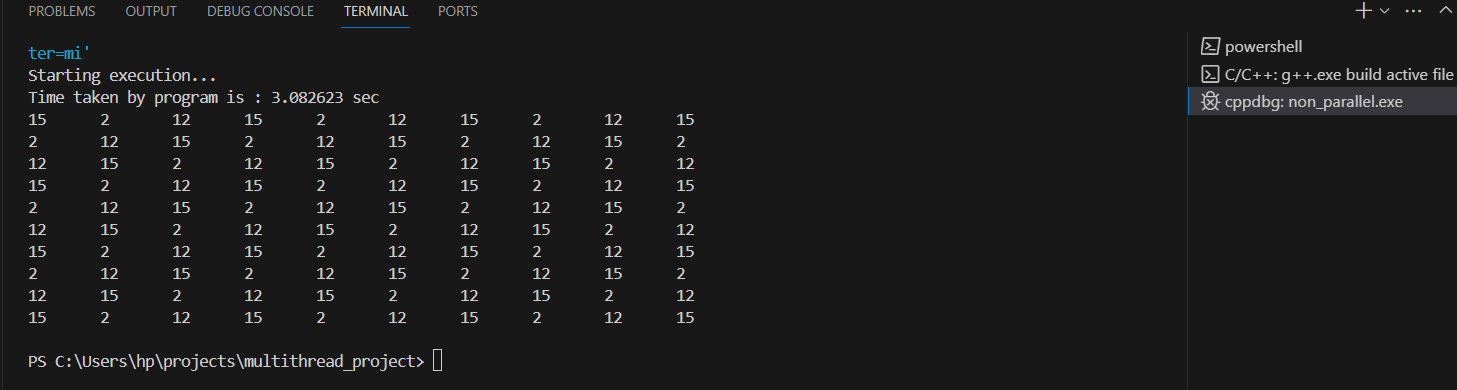 PROBLEMS OUTPUT DEBUG CONSOLE TERMINAL PORTS
ter=mi'
Starting execution...
Time taken by program is : 3.082623 sec
15 2 12 15 2 12 15 2 12 15
2 12 15 2 12 15 2 12 15 2
12 15 2 12 15 2 12 15 2 12
15 2 12 15 2 12 15 2 12 15
2 12 15 2 12 15 2 12 15 2
12 15 2 12 15 2 12 15 2 12
15 2 12 15 2 12 15 2 12 15
2 12 15 2 12 15 2 12 15 2
12 15 2 12 15 2 12 15 2 12
15 2 12 15 2 12 15 2 12 15
PS C:\Users\hp\projects\multithread_project>
powershell
C/C++: g++.exe build active file
cppdbg: non_parallel.exe